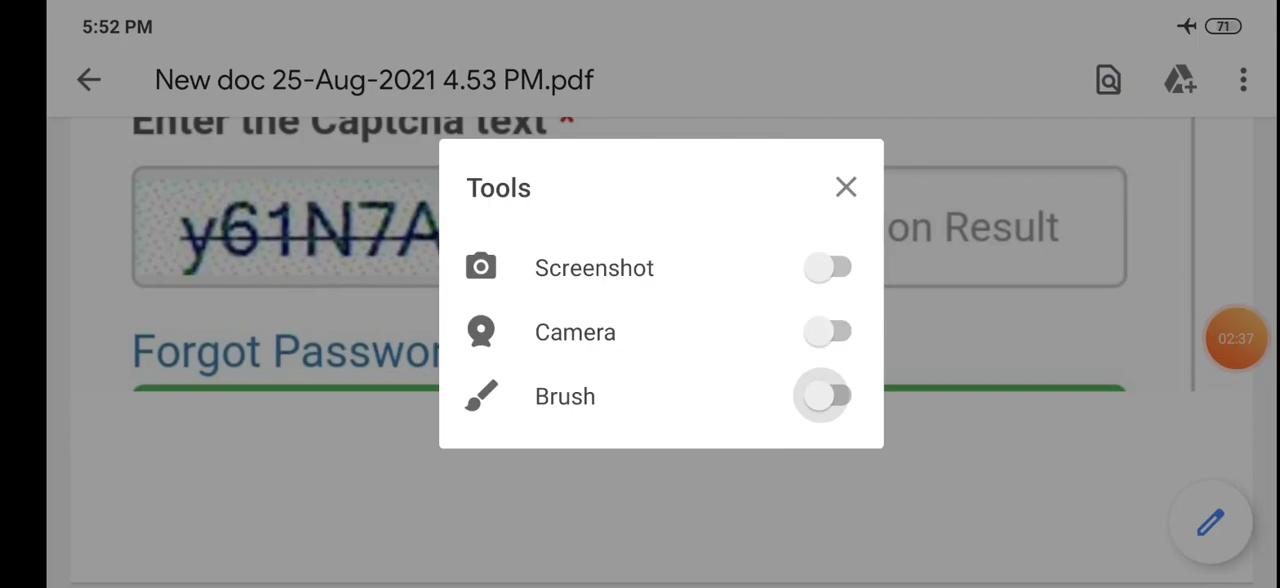 5:52 PM
71
New doc 25-Aug-2021 4.53 PM.pdf
Enter the Captcha text *
Tools
y61N7A
on Result
Screenshot
Camera
02:37
Forgot Passwor
Brush